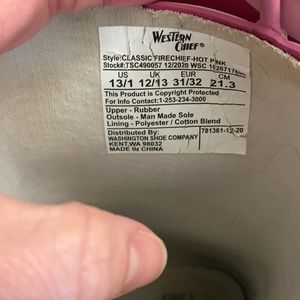 WESTERN
CHIEF®
Style:CLASSIC FIRECHIEF-HOT PINK
Stock#:TSC490057 12/2020 WSC
US UK EU CM
13/1 12/13 31/32 21.3
This Product is Copyright Protected
For Info Contact:1-253-234-3000
Upper - Rubber
Outsole - Man Made Sole
Lining - Polyester / Cotton Blend
Distributed By:
WASHINGTON SHOE COMPANY
KENT,WA 98032
MADE IN CHINA
781361-12-20